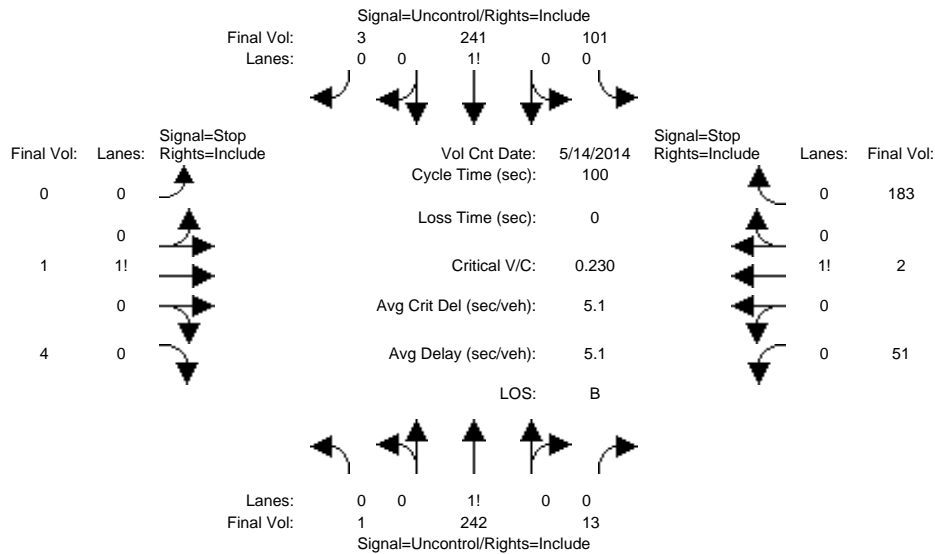 Signal=Uncontrol/Rights=Include
Final Vol: 3 241 101
Lanes: 0 0 1! 0 0
Signal=Stop
Final Vol: Lanes: Rights=Include
Vol Cnt Date: 5/14/2014
Signal=Stop
Rights=Include Lanes: Final Vol:
Cycle Time (sec): 100
0 0
0 183
Loss Time (sec): 0
0
0
1 1!
Critical V/C: 0.230
1! 2
0
Avg Crit Del (sec/veh): 5.1
0
4 0
Avg Delay (sec/veh): 5.1
0 51
LOS: B
Lanes: 0 0 1! 0 0
Final Vol: 1 242 13
Signal=Uncontrol/Rights=Include